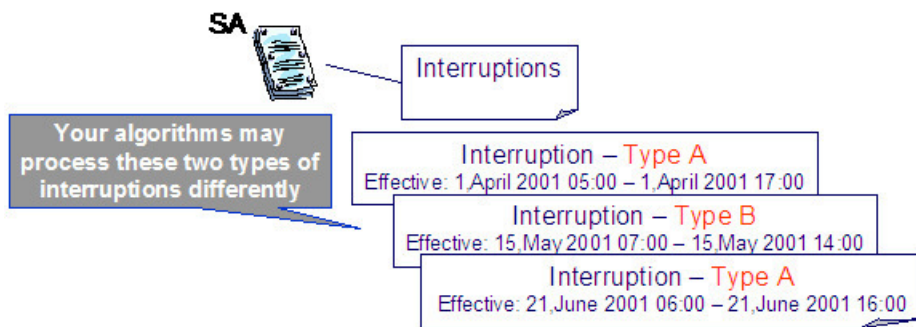 SA
Interruptions
Your algorithms may
process these two types of
interruptions differently
Interruption – Type A
Effective: 1,April 2001 05:00 – 1,April 2001 17:00
Interruption – Type B
Effective: 15,May 2001 07:00 – 15,May 2001 14:00
Interruption – Type A
Effective: 21,June 2001 06:00 – 21,June 2001 16:00